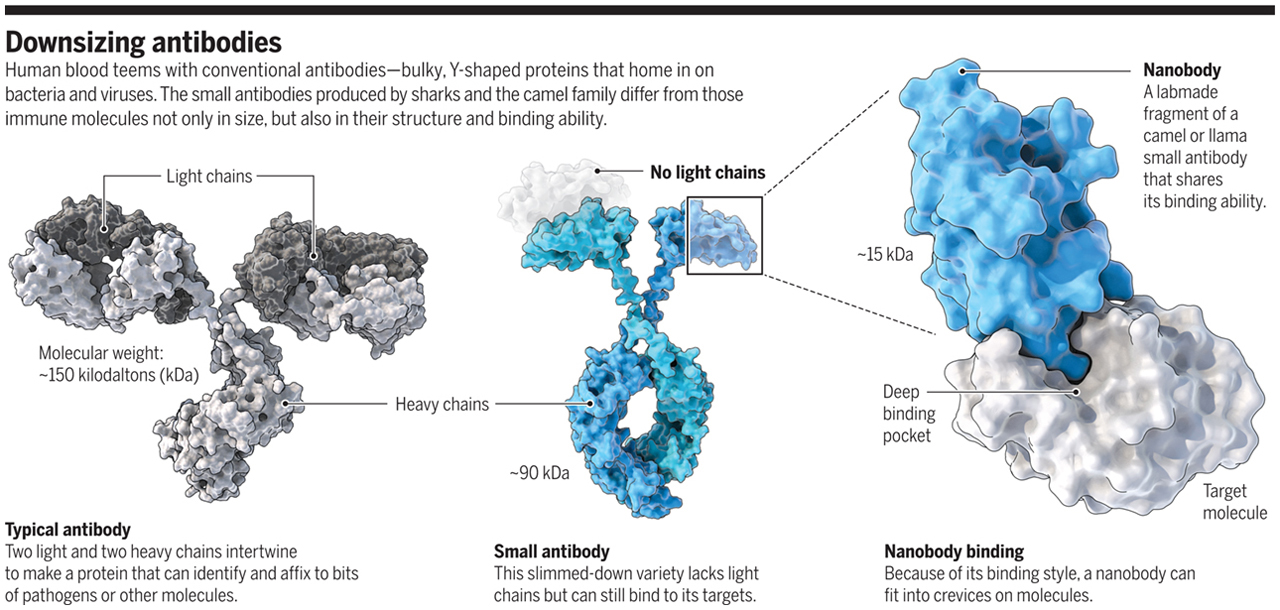 Downsizing antibodies
Human blood teems with conventional antibodies—bulky, Y-shaped proteins that home in on
bacteria and viruses. The small antibodies produced by sharks and the camel family differ from those
immune molecules not only in size, but also in their structure and binding ability.
Light chains
Molecular weight:
~150 kilodaltons (kDa)
Heavy chains
Typical antibody
Two light and two heavy chains intertwine
to make a protein that can identify and affix to bits
of pathogens or other molecules.
No light chains
~90 kDa
Small antibody
This slimmed-down variety lacks light
chains but can still bind to its targets.
Nanobody
A labmade
fragment of a
camel or llama
small antibody
that shares
its binding ability.
~15 kDa
Deep
binding
pocket
Target
molecule
Nanobody binding
Because of its binding style, a nanobody can
fit into crevices on molecules.